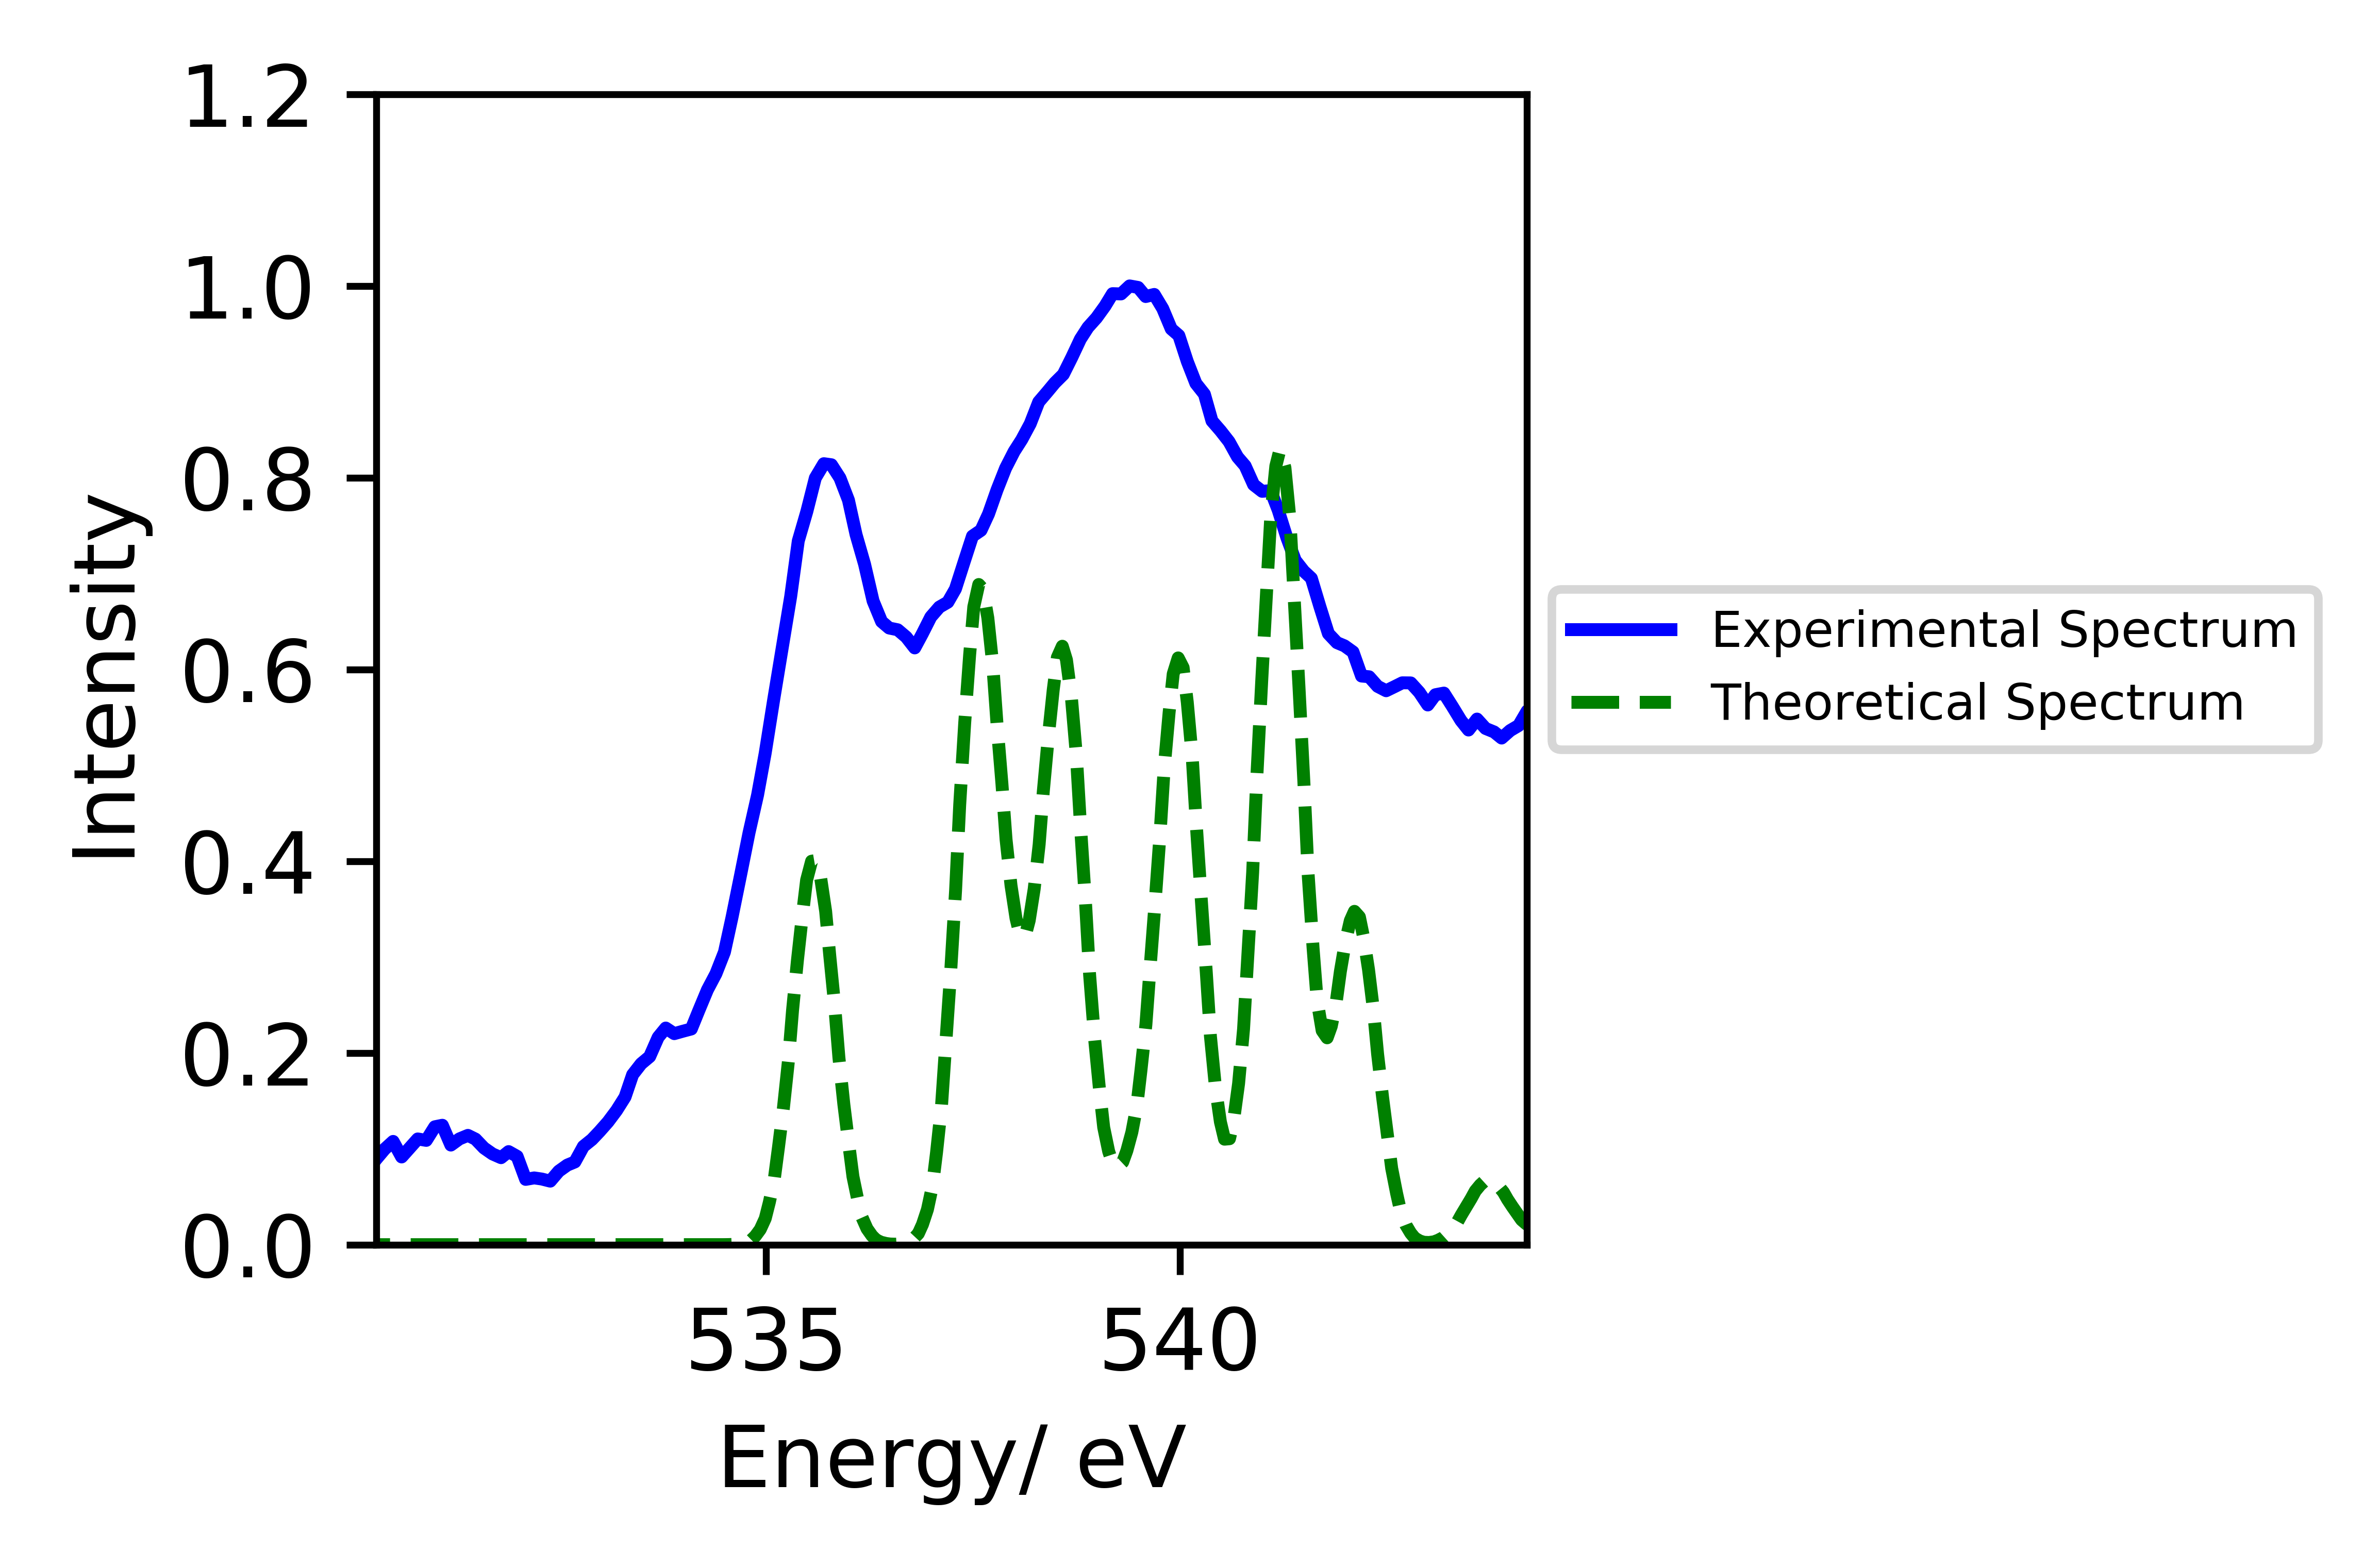 1.2
1.0
0.8
0.6
0.4
0.2
0.0
Intensity
535 540
Energy/ eV
Experimental Spectrum
Theoretical Spectrum